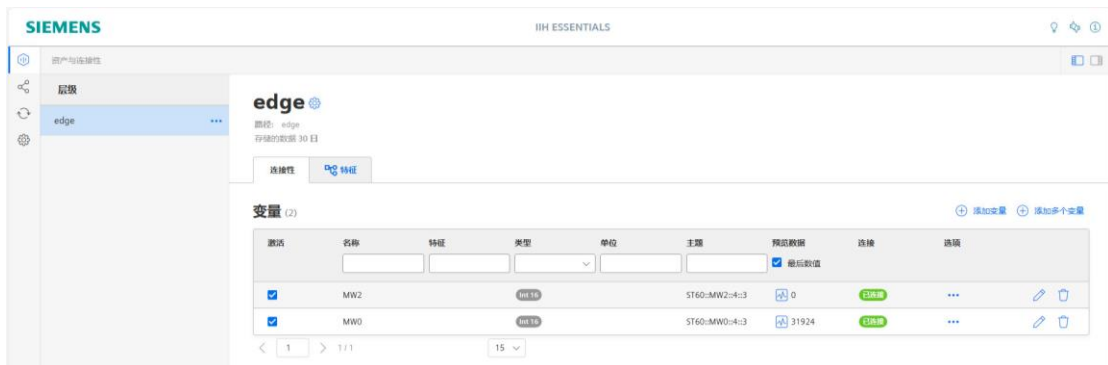 SIEMENS
IIH ESSENTIALS
资产与连接性
层级
edge
edge
路径: edge
存储的数据 30 日
连接性
特征
变量 (2)
添加变量
添加多个变量
激活 名称 特征 类型 单位 主题 预览数据 连接 选项
最后数值
MW2 Int 16 ST60::MW2::4::3 0 已连接
MW0 Int 16 ST60::MW0::4::3 31924 已连接
1 1 / 1 15